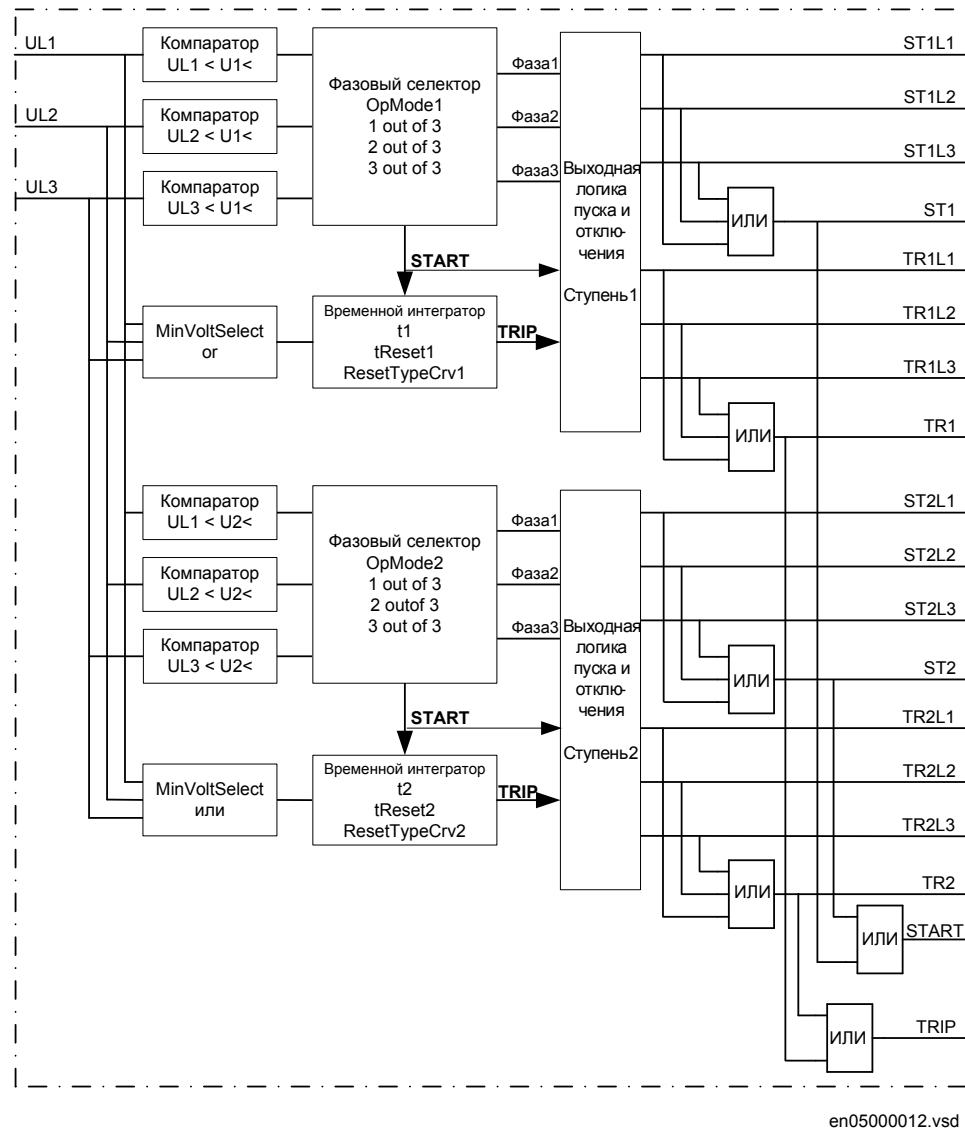 UL1
Компаратор
UL1 < U1<
UL2
Компаратор
UL2 < U1<
UL3
Компаратор
UL3 < U1<
Фазовый селектор
OpMode1
1 out of 3
2 out of 3
3 out of 3
Фаза1
Фаза2
Фаза3
Выходная
логика
пуска и
отклю-
чения
Ступень1
START
MinVoltSelect
or
Временной интегратор
t1
tReset1
ResetTypeCrv1
TRIP
ST1L1
ST1L2
ST1L3
ИЛИ
ST1
TR1L1
TR1L2
TR1L3
ИЛИ
TR1
Компаратор
UL1 < U2<
Компаратор
UL2 < U2<
Компаратор
UL3 < U2<
Фазовый селектор
OpMode2
1 out of 3
2 outof 3
3 out of 3
Фаза1
Фаза2
Фаза3
Выходная
логика
пуска и
отклю-
чения
Ступень2
START
MinVoltSelect
или
Временной интегратор
t2
tReset2
ResetTypeCrv2
TRIP
ST2L1
ST2L2
ST2L3
ИЛИ
ST2
TR2L1
TR2L2
TR2L3
ИЛИ
TR2
ИЛИ
START
ИЛИ
TRIP
en05000012.vsd